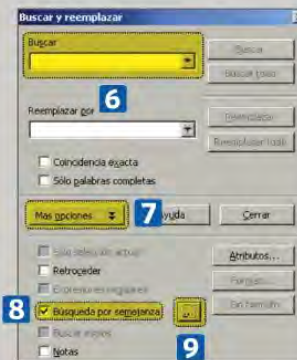 Buscar y reemplazar
Buscar
Buscar
Buscar todo
6
Reemplazar por
Reemplazar
Reemplazar todo
Coincidencia exacta
Sólo palabras completas
Más opciones 7 Ayuda Cerrar
Sólo selección actual Atributos...
Retroceder
Expresiones regulares Formato...
8 Búsqueda por semejanza ... Sin formato
Buscar estilos 9
Notas